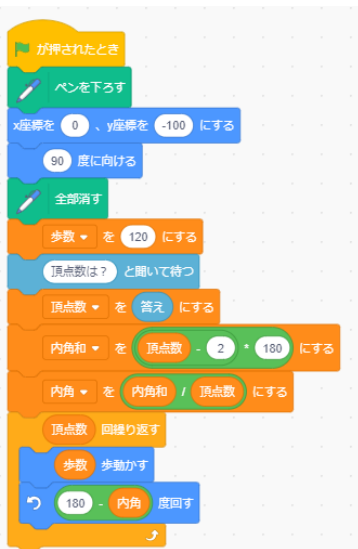 が押されたとき
ペンを下ろす
x座標を 0 、y座標を -100 にする
90 度に向ける
全部消す
歩数 を 120 にする
頂点数は？ と聞いて待つ
頂点数 を 答え にする
内角和 を 頂点数 - 2 * 180 にする
内角 を 内角和 / 頂点数 にする
頂点数 回繰り返す
歩数 歩動かす
180 - 内角 度回す